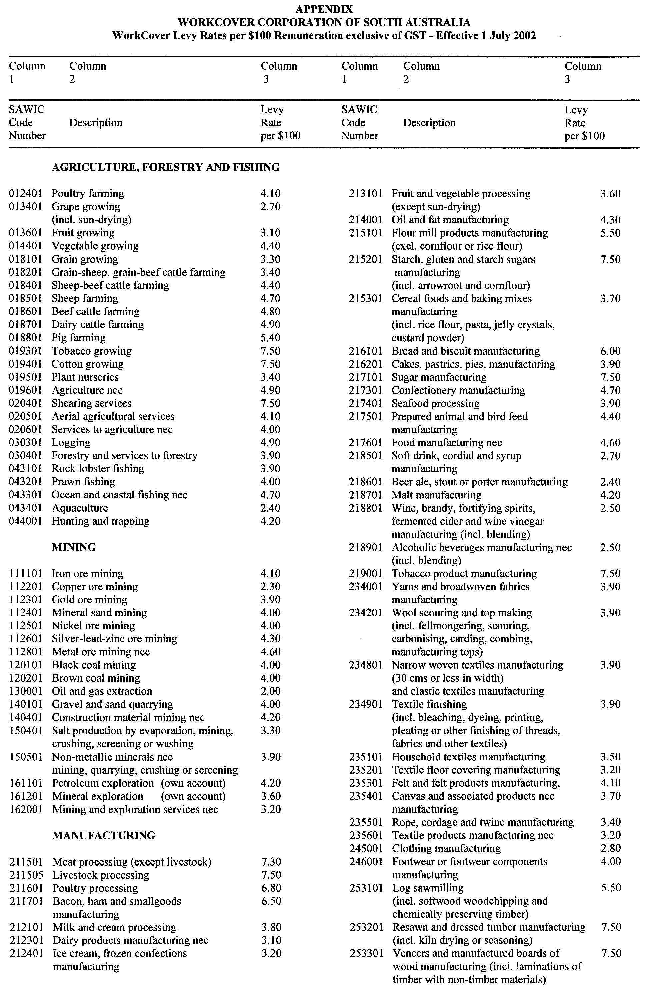 APPENDIX
WORKCOVER CORPORATION OF SOUTH AUSTRALIA
WorkCover Levy Rates per $100 Remuneration exclusive of GST - Effective 1 July 2002
Column Column Column Column Column Column
1 2 3 1 2 3
SAWIC Levy SAWIC Levy
Code Description Rate Code Description Rate
Number per $100 Number per $100
AGRICULTURE, FORESTRY AND FISHING
012401 Poultry farming 4.10
013401 Grape growing 2.70
(incl. sun-drying)
013601 Fruit growing 3.10
014401 Vegetable growing 4.40
018101 Grain growing 3.30
018201 Grain-sheep, grain-beef cattle farming 3.40
018401 Sheep-beef cattle farming 4.40
018501 Sheep farming 4.70
018601 Beef cattle farming 4.80
018701 Dairy cattle farming 4.90
018801 Pig farming 5.40
019301 Tobacco growing 7.50
019401 Cotton growing 7.50
019501 Plant nurseries 3.40
019601 Agriculture nec 4.90
020401 Shearing services 7.50
020501 Aerial agricultural services 4.10
020601 Services to agriculture nec 4.00
030301 Logging 4.90
030401 Forestry and services to forestry 3.90
043101 Rock lobster fishing 3.90
043201 Prawn fishing 4.00
043301 Ocean and coastal fishing nec 4.70
043401 Aquaculture 2.40
044001 Hunting and trapping 4.20
MINING
111101 Iron ore mining 4.10
112201 Copper ore mining 2.30
112301 Gold ore mining 3.90
112401 Mineral sand mining 4.00
112501 Nickel ore mining 4.00
112601 Silver-lead-zinc ore mining 4.30
112801 Metal ore mining nec 4.60
120101 Black coal mining 4.00
120201 Brown coal mining 4.00
130001 Oil and gas extraction 2.00
140101 Gravel and sand quarrying 4.00
140401 Construction material mining nec 4.20
150401 Salt production by evaporation, mining, 3.30
crushing, screening or washing
150501 Non-metallic minerals nec 3.90
mining, quarrying, crushing or screening
161101 Petroleum exploration (own account) 4.20
161201 Mineral exploration (own account) 3.60
162001 Mining and exploration services nec 3.20
MANUFACTURING
211501 Meat processing (except livestock) 7.30
211505 Livestock processing 7.50
211601 Poultry processing 6.80
211701 Bacon, ham and smallgoods 6.50
manufacturing
212101 Milk and cream processing 3.80
212301 Dairy products manufacturing nec 3.10
212401 Ice cream, frozen confections 3.20
manufacturing
213101 Fruit and vegetable processing 3.60
(except sun-drying)
214001 Oil and fat manufacturing 4.30
215101 Flour mill products manufacturing 5.50
(excl. cornflour or rice flour)
215201 Starch, gluten and starch sugars 7.50
manufacturing
(incl. arrowroot and cornflour)
215301 Cereal foods and baking mixes 3.70
manufacturing
(incl. rice flour, pasta, jelly crystals,
custard powder)
216101 Bread and biscuit manufacturing 6.00
216201 Cakes, pastries, pies, manufacturing 3.90
217101 Sugar manufacturing 7.50
217301 Confectionery manufacturing 4.70
217401 Seafood processing 3.90
217501 Prepared animal and bird feed 4.40
manufacturing
217601 Food manufacturing nec 4.60
218501 Soft drink, cordial and syrup 2.70
manufacturing
218601 Beer ale, stout or porter manufacturing 2.40
218701 Malt manufacturing 4.20
218801 Wine, brandy, fortifying spirits, 2.50
fermented cider and wine vinegar
manufacturing (incl. blending)
218901 Alcoholic beverages manufacturing nec 2.50
(incl. blending)
219001 Tobacco product manufacturing 7.50
234001 Yarns and broadwoven fabrics 3.90
manufacturing
234201 Wool scouring and top making 3.90
(incl. fellmongering, scouring,
carbonising, carding, combing,
manufacturing tops)
234801 Narrow woven textiles manufacturing 3.90
(30 cms or less in width)
and elastic textiles manufacturing
234901 Textile finishing 3.90
(incl. bleaching, dyeing, printing,
pleating or other finishing of threads,
fabrics and other textiles)
235101 Household textiles manufacturing 3.50
235201 Textile floor covering manufacturing 3.20
235301 Felt and felt products manufacturing, 4.10
235401 Canvas and associated products nec 3.70
manufacturing
235501 Rope, cordage and twine manufacturing 3.40
235601 Textile products manufacturing nec 3.20
245001 Clothing manufacturing 2.80
246001 Footwear or footwear components 4.00
manufacturing
253101 Log sawmilling 5.50
(incl. softwood woodchipping and
chemically preserving timber)
253201 Resawn and dressed timber manufacturing 7.50
(incl. kiln drying or seasoning)
253301 Veneers and manufactured boards of 7.50
wood manufacturing (incl. laminations of
timber with non-timber materials)